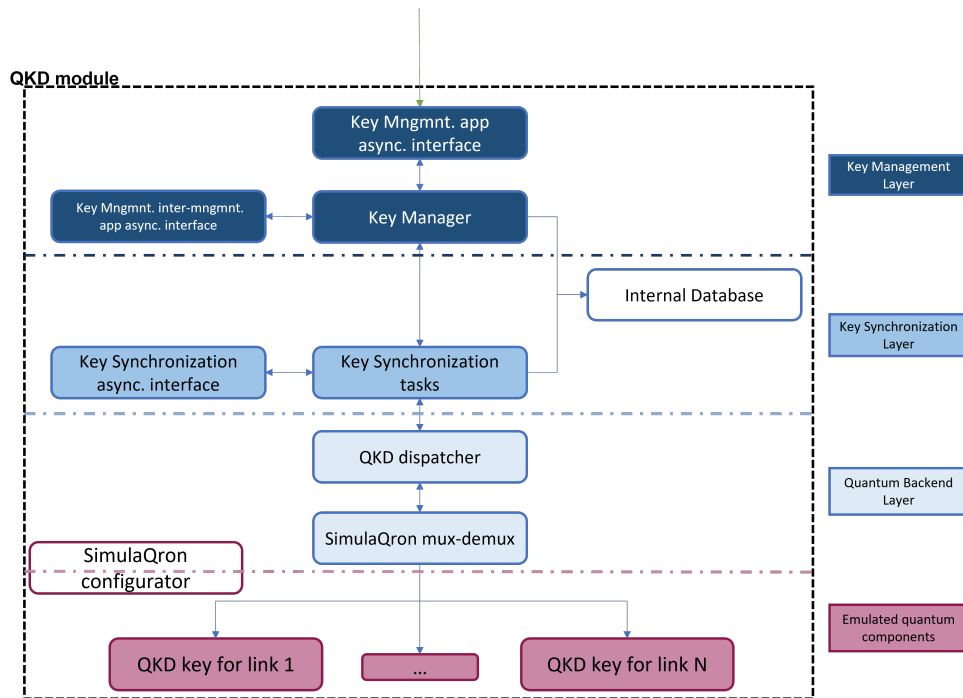 QKD module
Key Mngmnt. app
async. interface
Key Mngmnt. inter-mngmnt.
app async. interface
Key Manager
Key Management
Layer
Internal Database
Key Synchronization
Layer
Key Synchronization
async. interface
Key Synchronization
tasks
QKD dispatcher
Quantum Backend
Layer
SimulaQron mux-demux
SimulaQron
configurator
Emulated quantum
components
QKD key for link 1
...
QKD key for link N